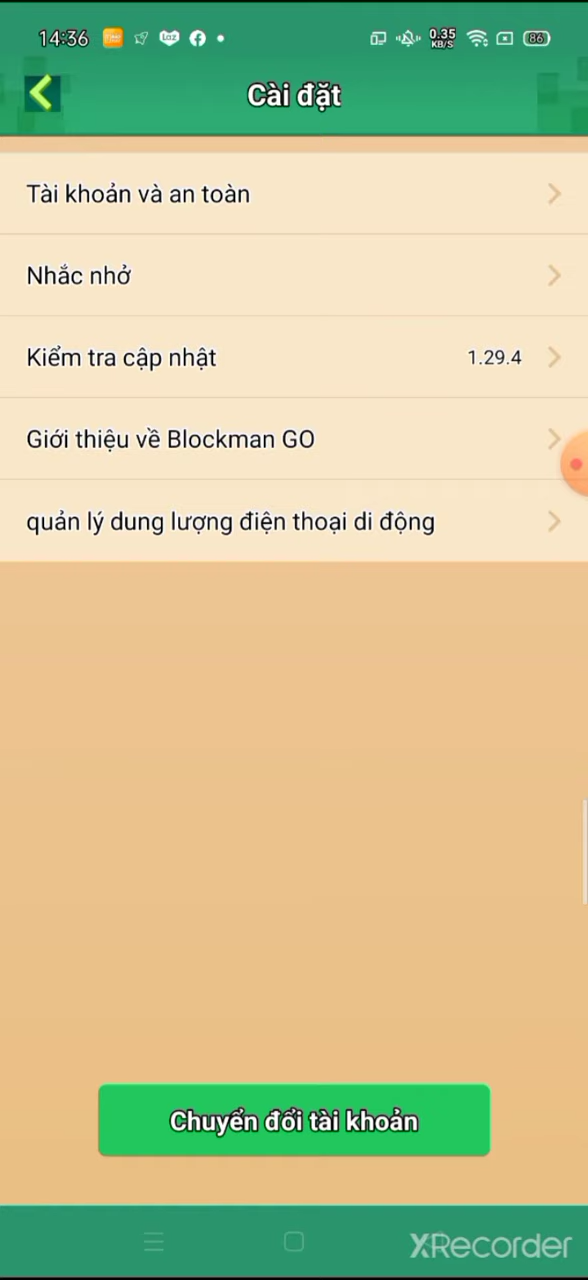 14:36
Laz
0.35
KB/S
86
Cài đặt
Tài khoản và an toàn
Nhắc nhở
Kiểm tra cập nhật 1.29.4
Giới thiệu về Blockman GO
quản lý dung lượng điện thoại di động
Chuyển đổi tài khoản
XRecorder